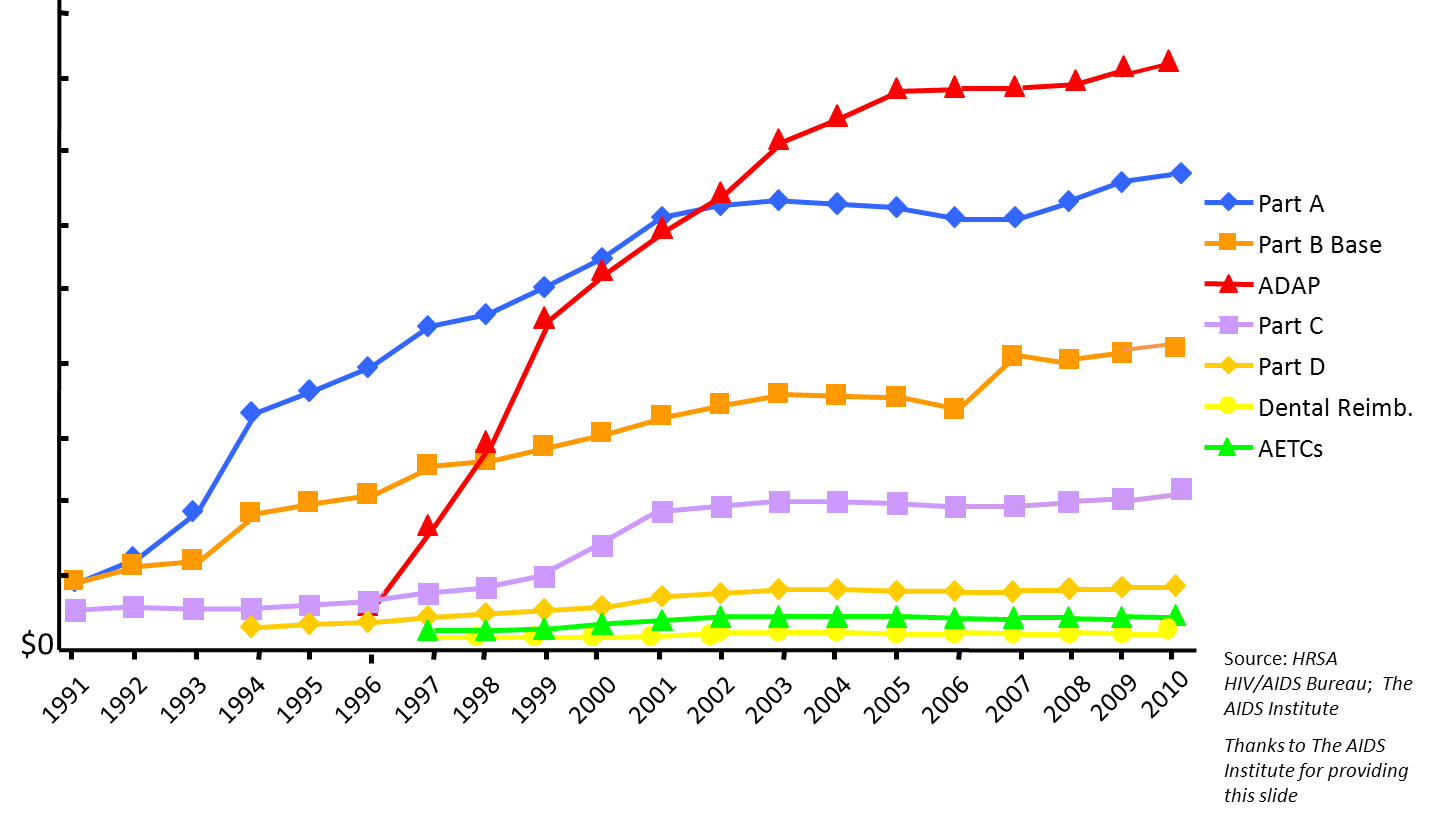 Part A
Part B Base
ADAP
Part C
Part D
Dental Reimb.
AETCs
$0
1991 1992 1993 1994 1995 1996 1997 1998 1999 2000 2001 2002 2003 2004 2005 2006 2007 2008 2009 2010
Source: HRSA
HIV/AIDS Bureau;  The
AIDS Institute
Thanks to The AIDS
Institute for providing
this slide